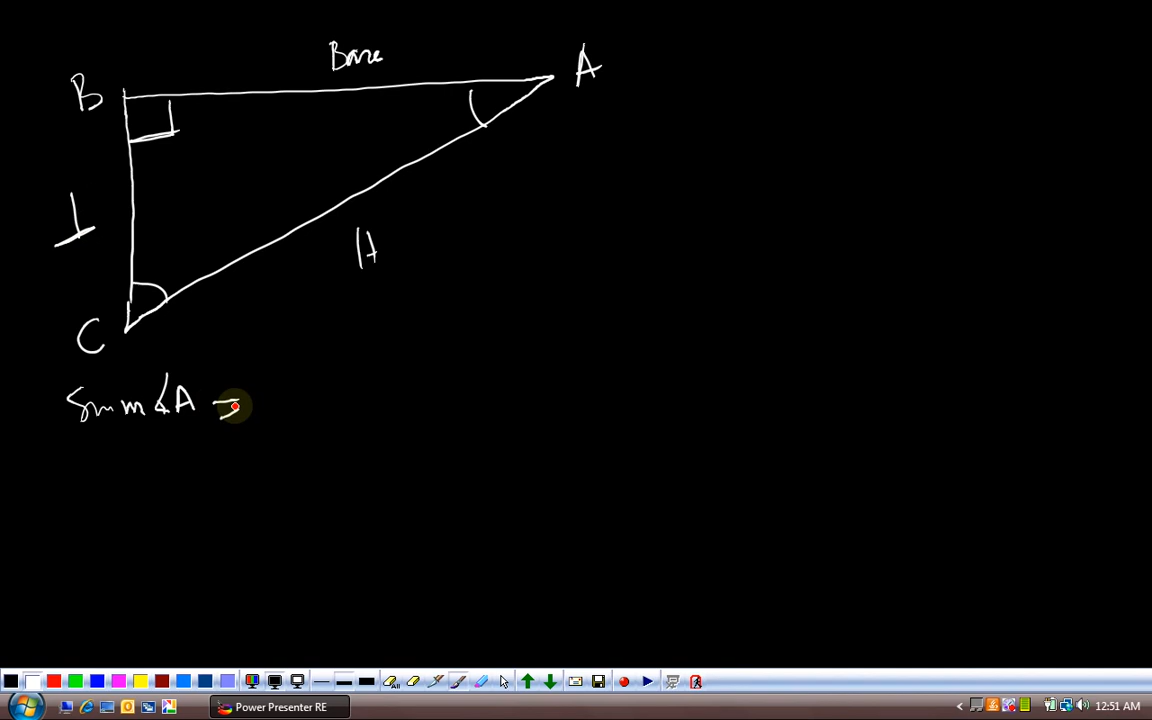 Base
A
B
⊥
H
C
Sin m∡A =
Power Presenter RE
12:51 AM